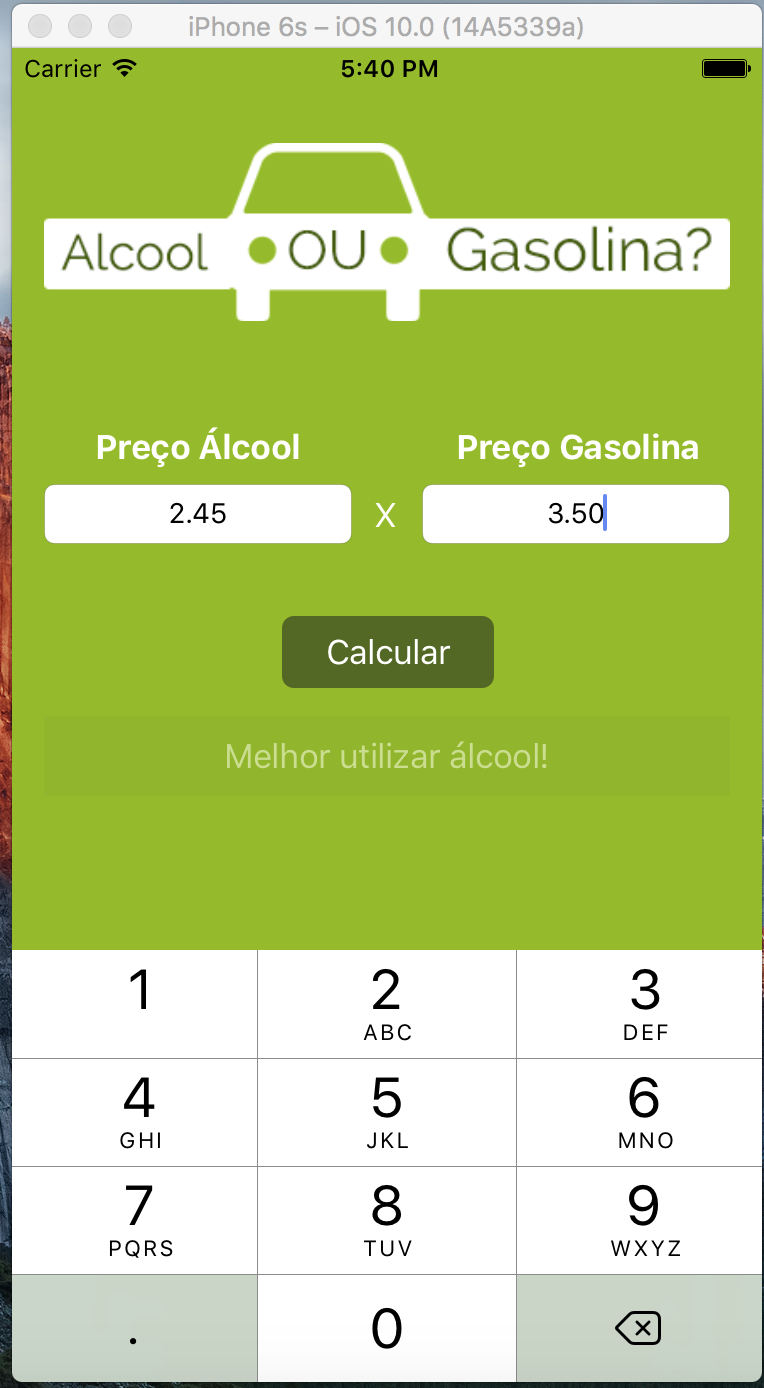 iPhone 6s – iOS 10.0 (14A5339a)
Carrier 5:40 PM
Alcool OU Gasolina?
Preço Álcool Preço Gasolina
2.45 X 3.50
Calcular
Melhor utilizar álcool!
1 2 3
ABC DEF
4 5 6
GHI JKL MNO
7 8 9
PQRS TUV WXYZ
. 0